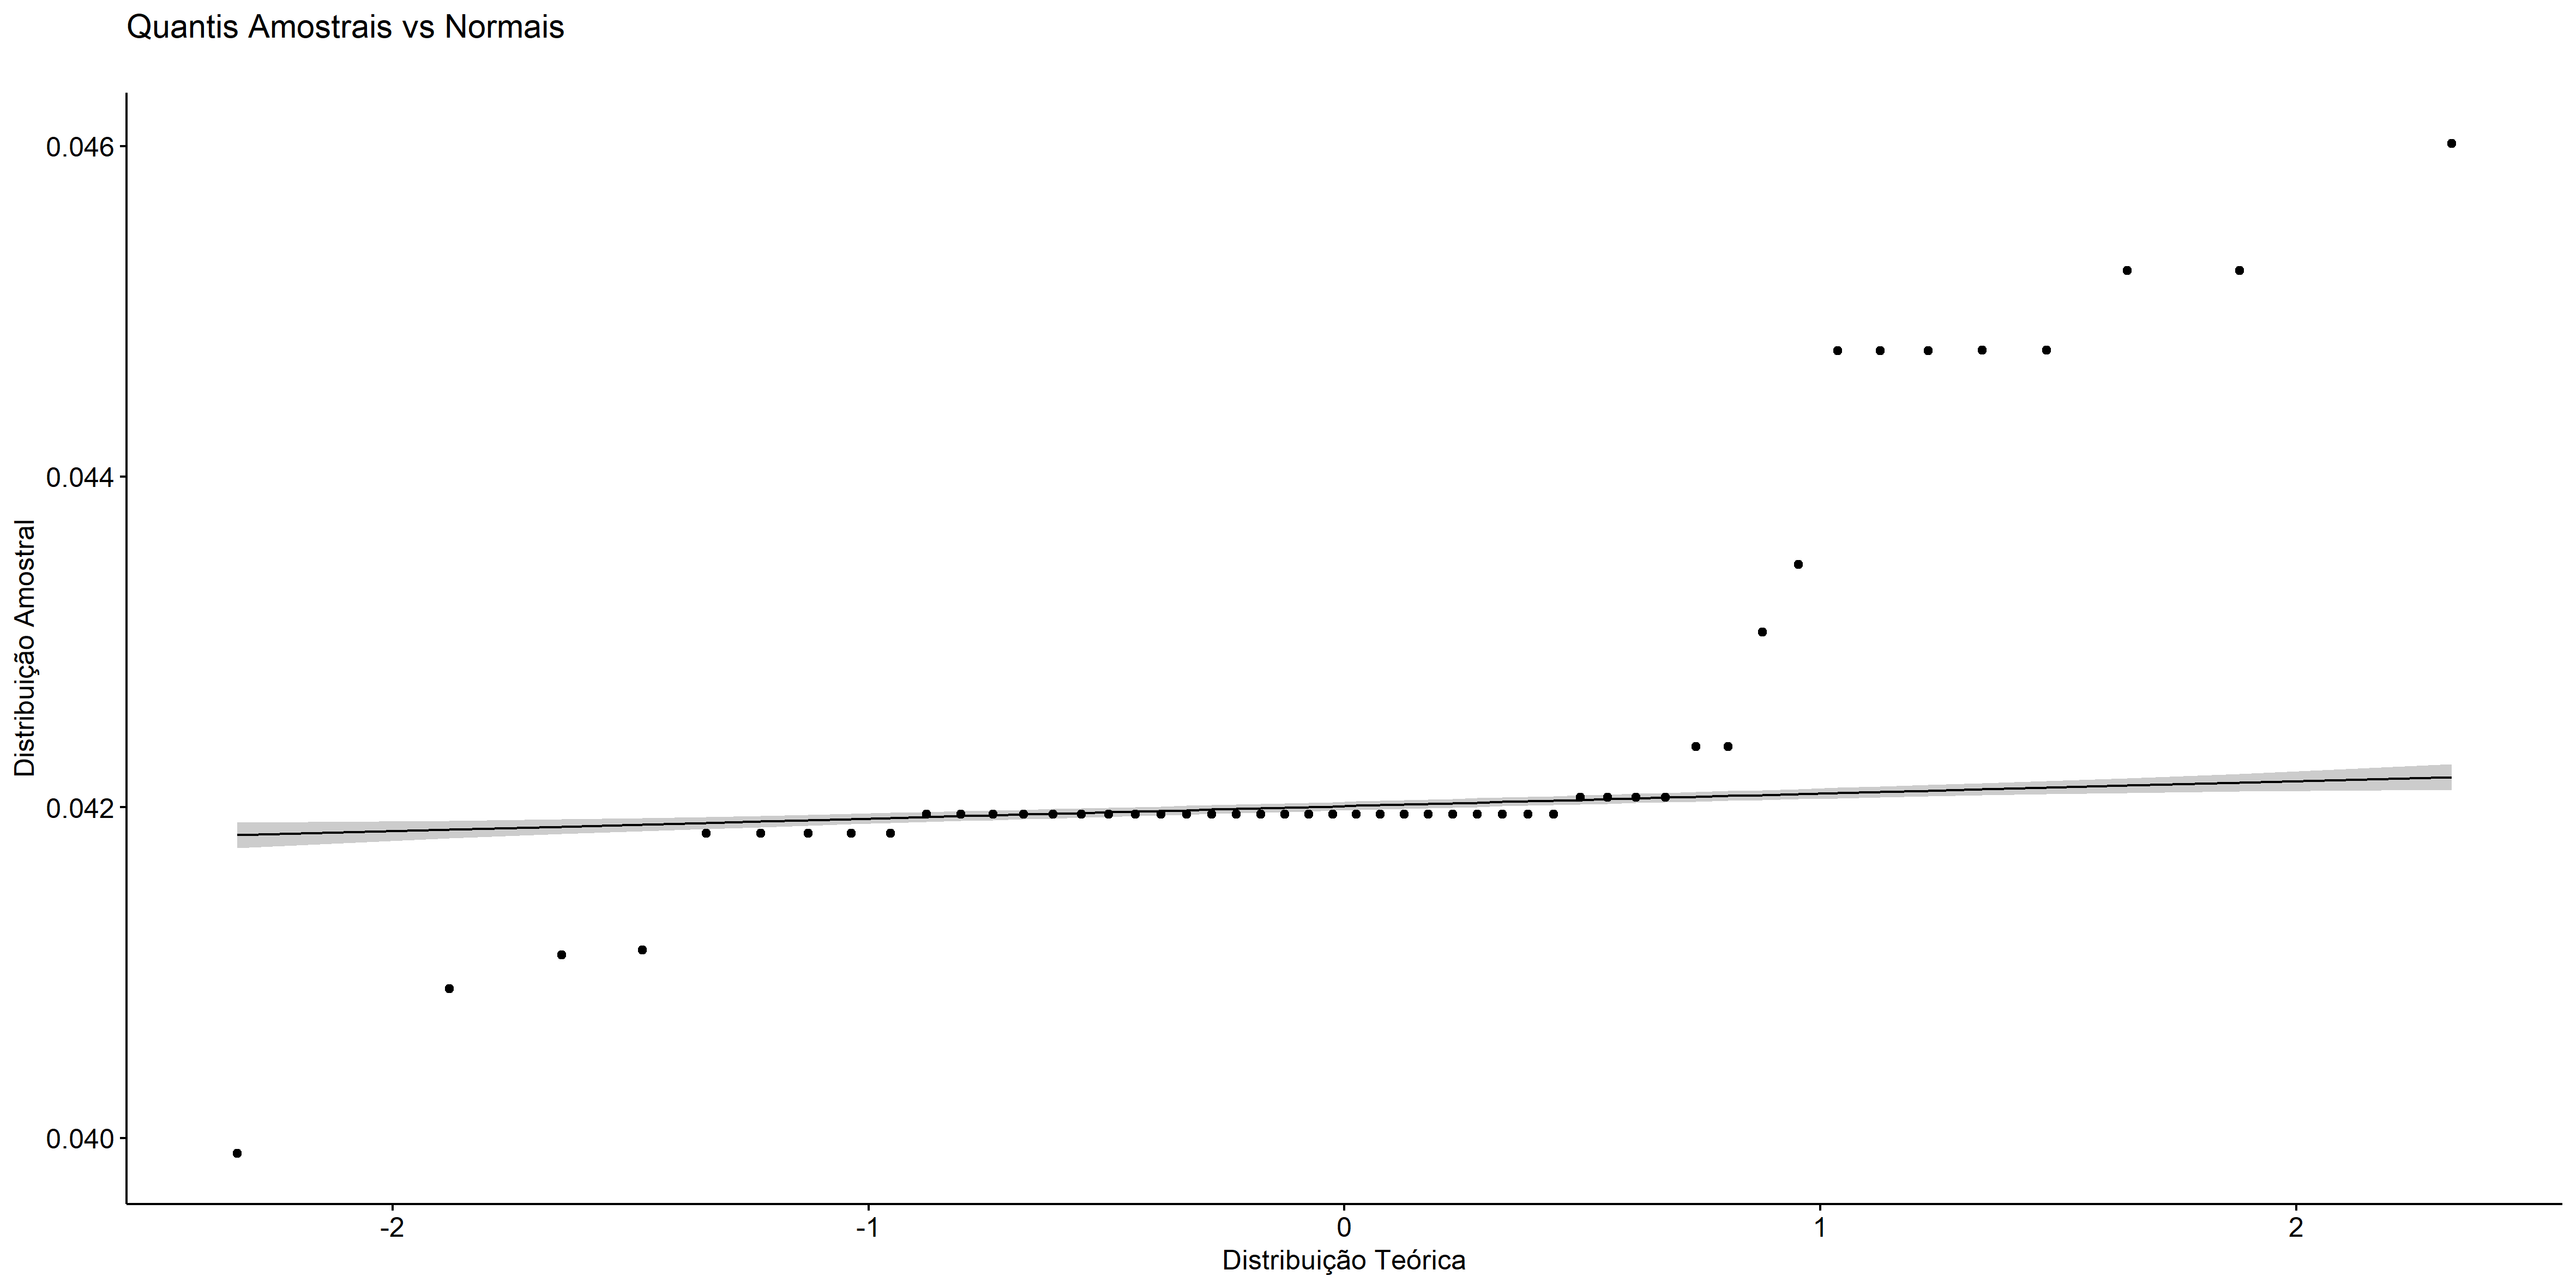 Quantis Amostrais vs Normais
0.046
0.044
0.042
0.040
Distribuição Amostral
-2 -1 0 1 2
Distribuição Teórica